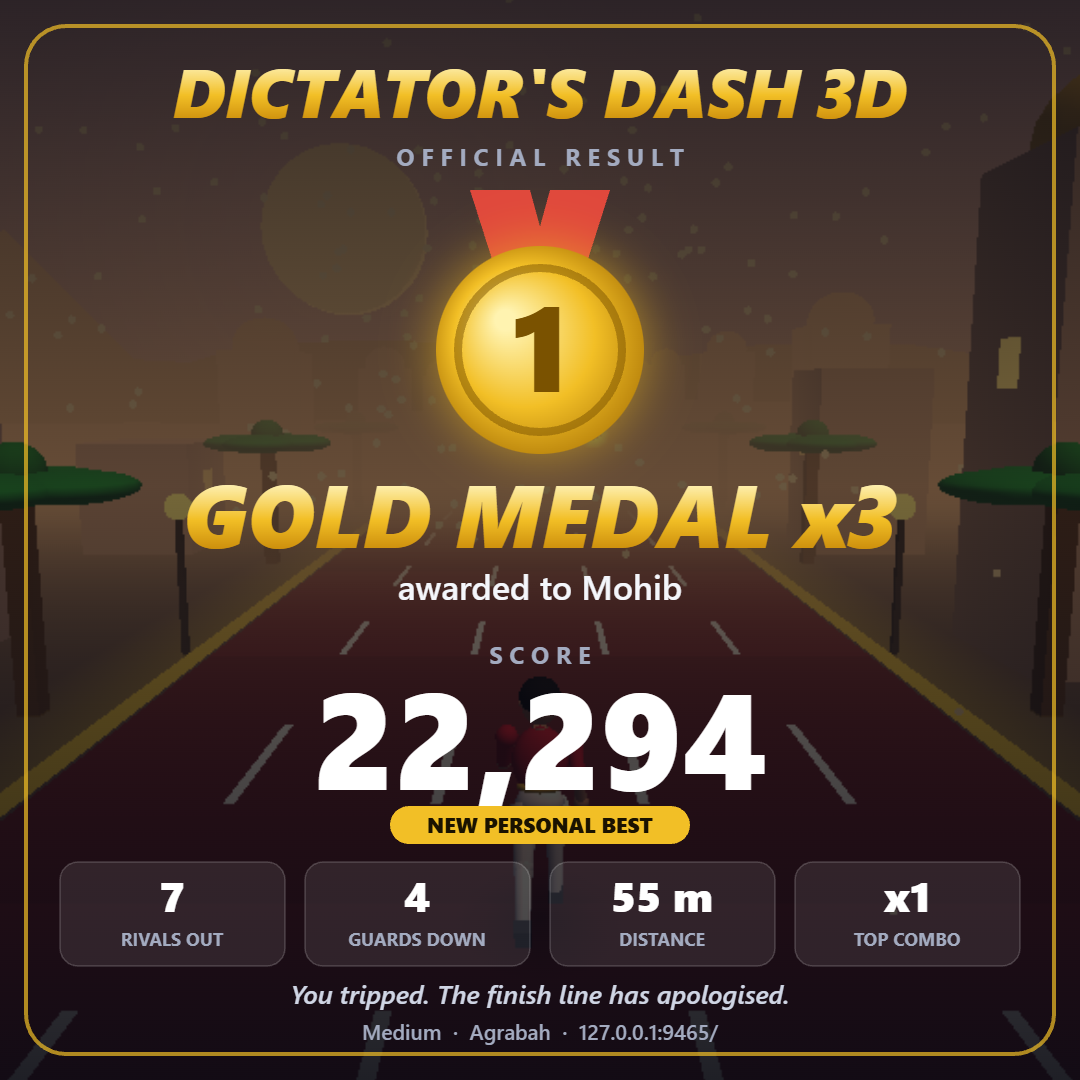 DICTATOR'S DASH 3D
OFFICIAL RESULT
1
GOLD MEDAL x3
awarded to Mohib
SCORE
22,294
NEW PERSONAL BEST
7
RIVALS OUT
4
GUARDS DOWN
55 m
DISTANCE
x1
TOP COMBO
You tripped. The finish line has apologised.
Medium · Agrabah · 127.0.0.1:9465/